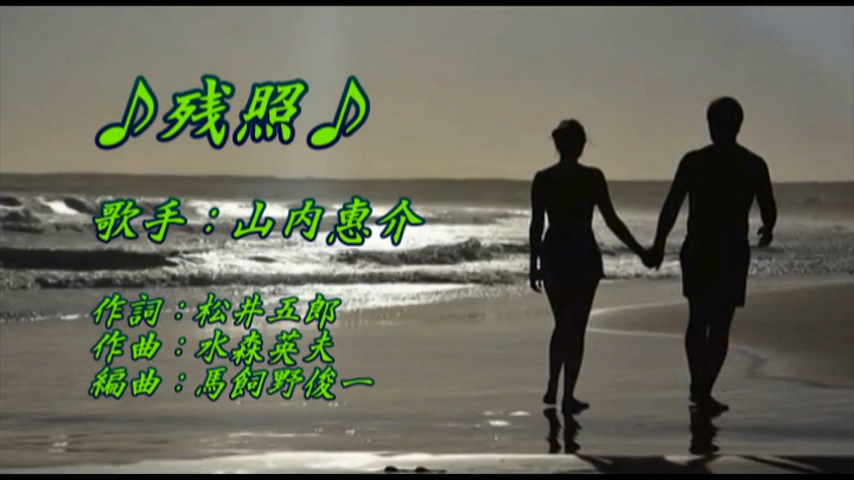 ♪残照♪
歌手：山内惠介
作詞：松井五郎
作曲：水森英夫
編曲：馬飼野俊一